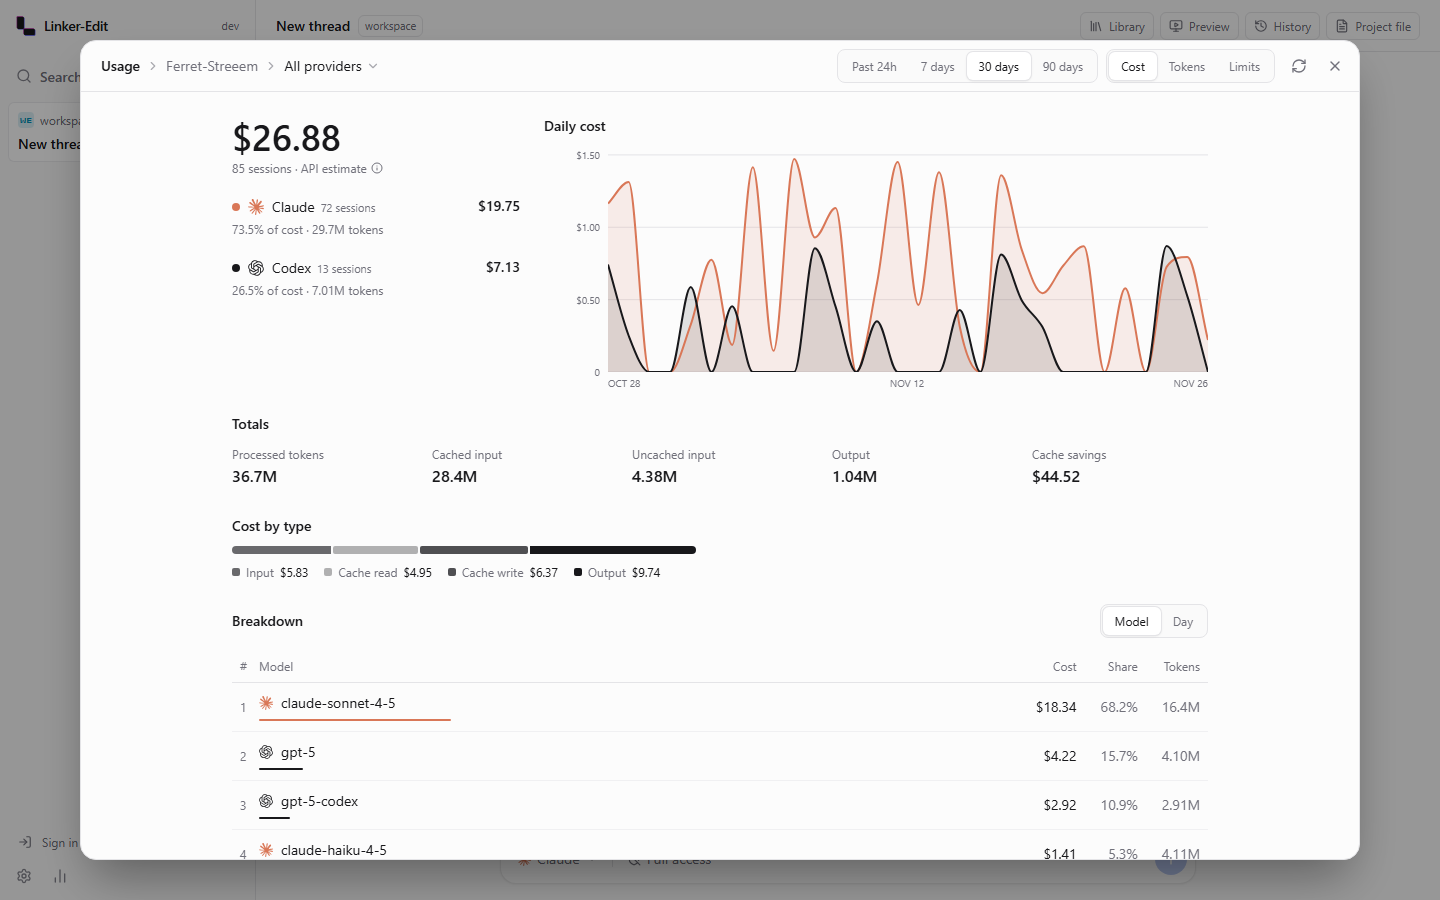 Linker-Edit
dev
New thread
workspace
Library
Preview
History
Project file
Search
WE
New
Usage
Ferret-Streeem
All providers
Past 24h
7 days
30 days
90 days
Cost
Tokens
Limits
$26.88
85 sessions · API estimate
Claude 72 sessions
$19.75
73.5% of cost · 29.7M tokens
Codex 13 sessions
$7.13
26.5% of cost · 7.01M tokens
Daily cost
$1.50
$1.00
$0.50
0
OCT 28
NOV 12
NOV 26
Totals
Processed tokens
36.7M
Cached input
28.4M
Uncached input
4.38M
Output
1.04M
Cache savings
$44.52
Cost by type
Input $5.83
Cache read $4.95
Cache write $6.37
Output $9.74
Breakdown
Model
Day
# Model Cost Share Tokens
1 claude-sonnet-4-5 $18.34 68.2% 16.4M
2 gpt-5 $4.22 15.7% 4.10M
3 gpt-5-codex $2.92 10.9% 2.91M
4 claude-haiku-4-5 $1.41 5.3% 4.11M
Sign in
Claude
Full access